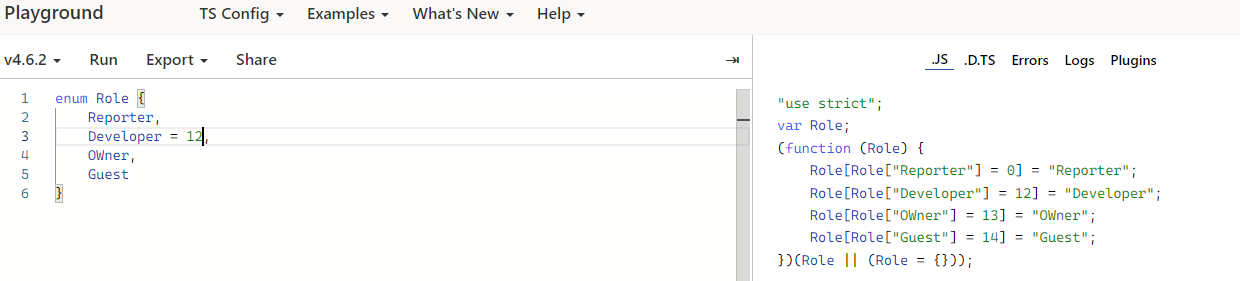 Playground TS Config Examples What's New Help
v4.6.2 Run Export Share
.JS .D.TS Errors Logs Plugins
1 enum Role {
2 Reporter,
3 Developer = 12,
4 OWner,
5 Guest
6 }
"use strict";
var Role;
(function (Role) {
Role[Role["Reporter"] = 0] = "Reporter";
Role[Role["Developer"] = 12] = "Developer";
Role[Role["OWner"] = 13] = "OWner";
Role[Role["Guest"] = 14] = "Guest";
})(Role || (Role = {}));